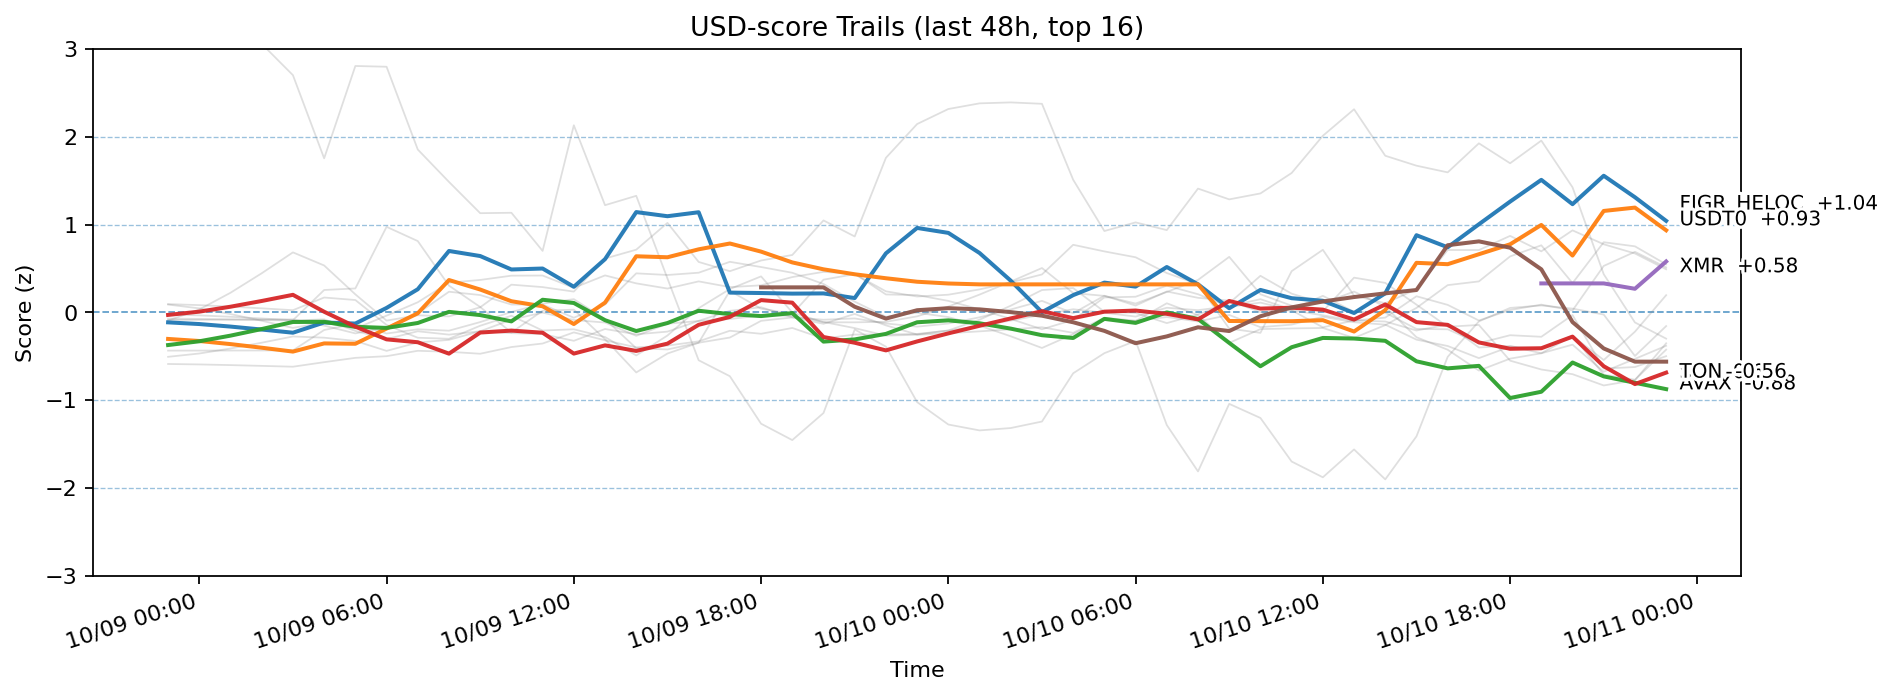 USD-score Trails (last 48h, top 16)
Score (z)
3
2
1
0
−1
−2
−3
FIGR_HELOC +1.04
USDT0 +0.93
XMR +0.58
TON -0.56
AVAX -0.88
10/09 00:00
10/09 06:00
10/09 12:00
10/09 18:00
10/10 00:00
10/10 06:00
10/10 12:00
10/10 18:00
10/11 00:00
Time